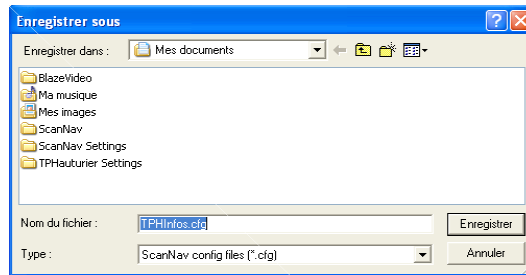 Enregistrer sous
Enregistrer dans :
Mes documents
BlazeVideo
Ma musique
Mes images
ScanNav
ScanNav Settings
TPHauturier Settings
Nom du fichier :
TPHInfos.cfg
Enregistrer
Type :
ScanNav config files (*.cfg)
Annuler